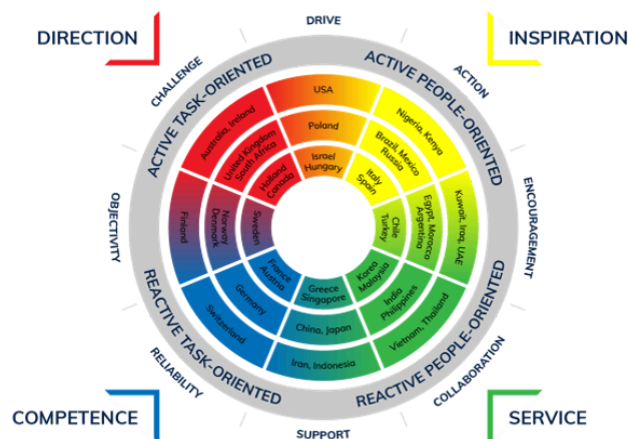 DRIVE
DIRECTION
INSPIRATION
CHALLENGE
ACTION
ACTIVE TASK-ORIENTED
ACTIVE PEOPLE-ORIENTED
USA
Poland
Israel
Hungary
Australia, Ireland
United Kingdom
South Africa
Holland
Canada
Nigeria, Kenya
Brazil, Mexico
Russia
Italy
Spain
OBJECTIVITY
ENCOURAGEMENT
Finland
Norway
Denmark
Sweden
Chile
Turkey
Egypt, Morocco
Argentina
Kuwait, Iraq, UAE
France
Austria
Germany
Switzerland
Greece
Singapore
China, Japan
Iran, Indonesia
Korea
Malaysia
India
Philippines
Vietnam, Thailand
REACTIVE TASK-ORIENTED
REACTIVE PEOPLE-ORIENTED
RELIABILITY
COLLABORATION
COMPETENCE
SERVICE
SUPPORT